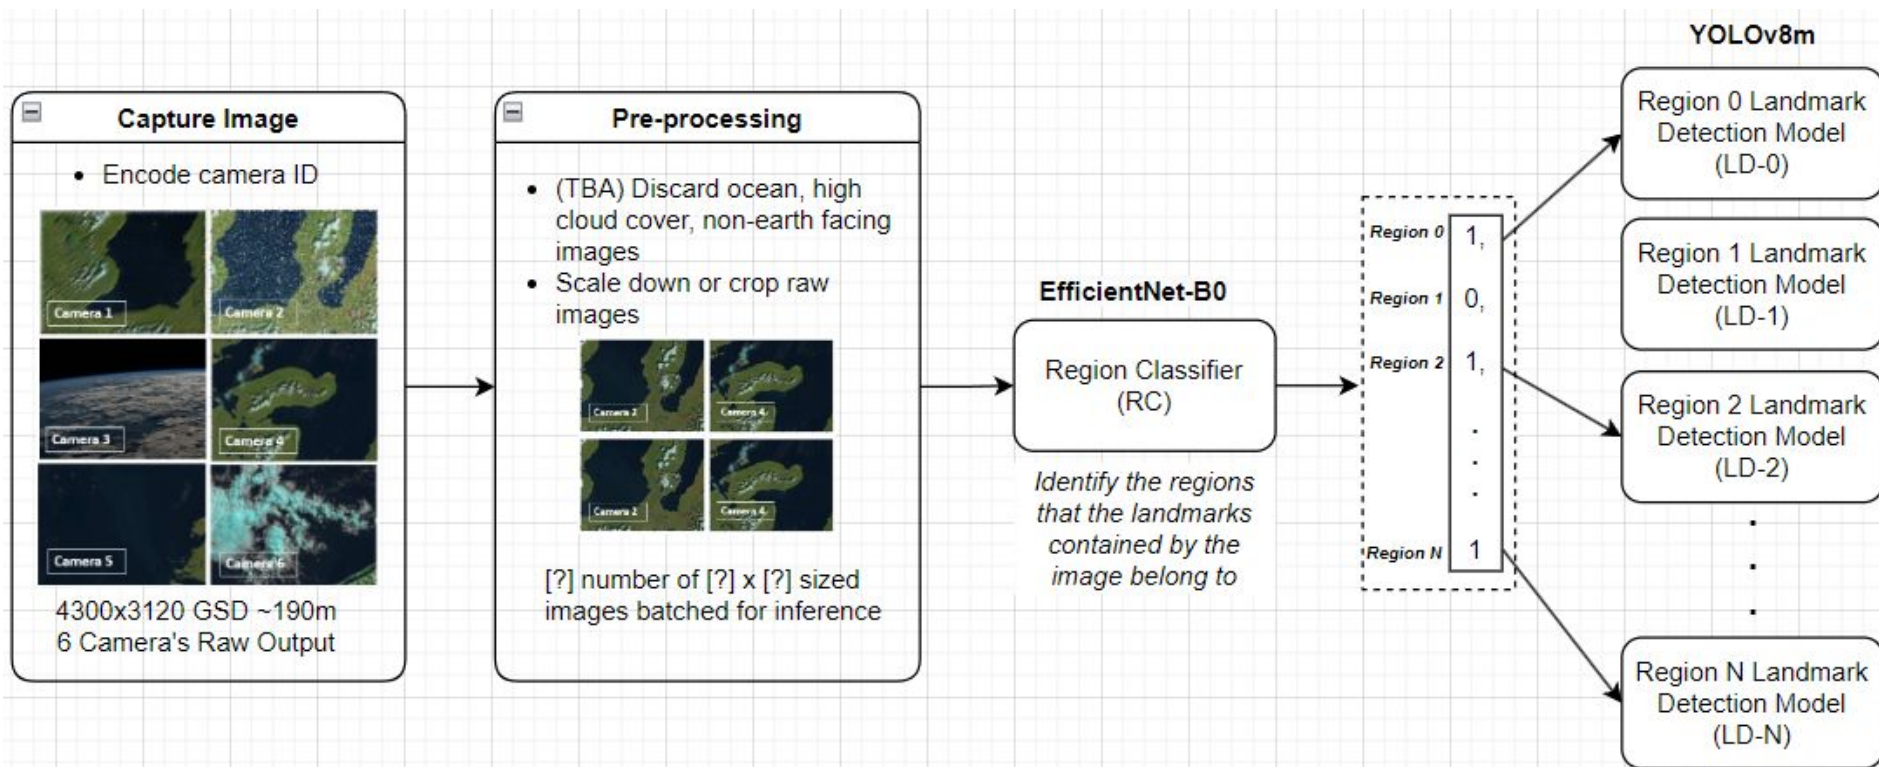 Capture Image
• Encode camera ID
Camera 1
Camera 2
Camera 3
Camera 4
Camera 5
Camera 6
4300x3120 GSD ~190m
6 Camera's Raw Output
Pre-processing
• (TBA) Discard ocean, high
cloud cover, non-earth facing
images
• Scale down or crop raw
images
Camera 2
Camera 4
Camera 2
Camera 4
[?] number of [?] x [?] sized
images batched for inference
EfficientNet-B0
Region Classifier
(RC)
Identify the regions
that the landmarks
contained by the
image belong to
Region 0 1,
Region 1 0,
Region 2 1,
.
.
.
Region N 1
YOLOv8m
Region 0 Landmark
Detection Model
(LD-0)
Region 1 Landmark
Detection Model
(LD-1)
Region 2 Landmark
Detection Model
(LD-2)
.
.
.
Region N Landmark
Detection Model
(LD-N)